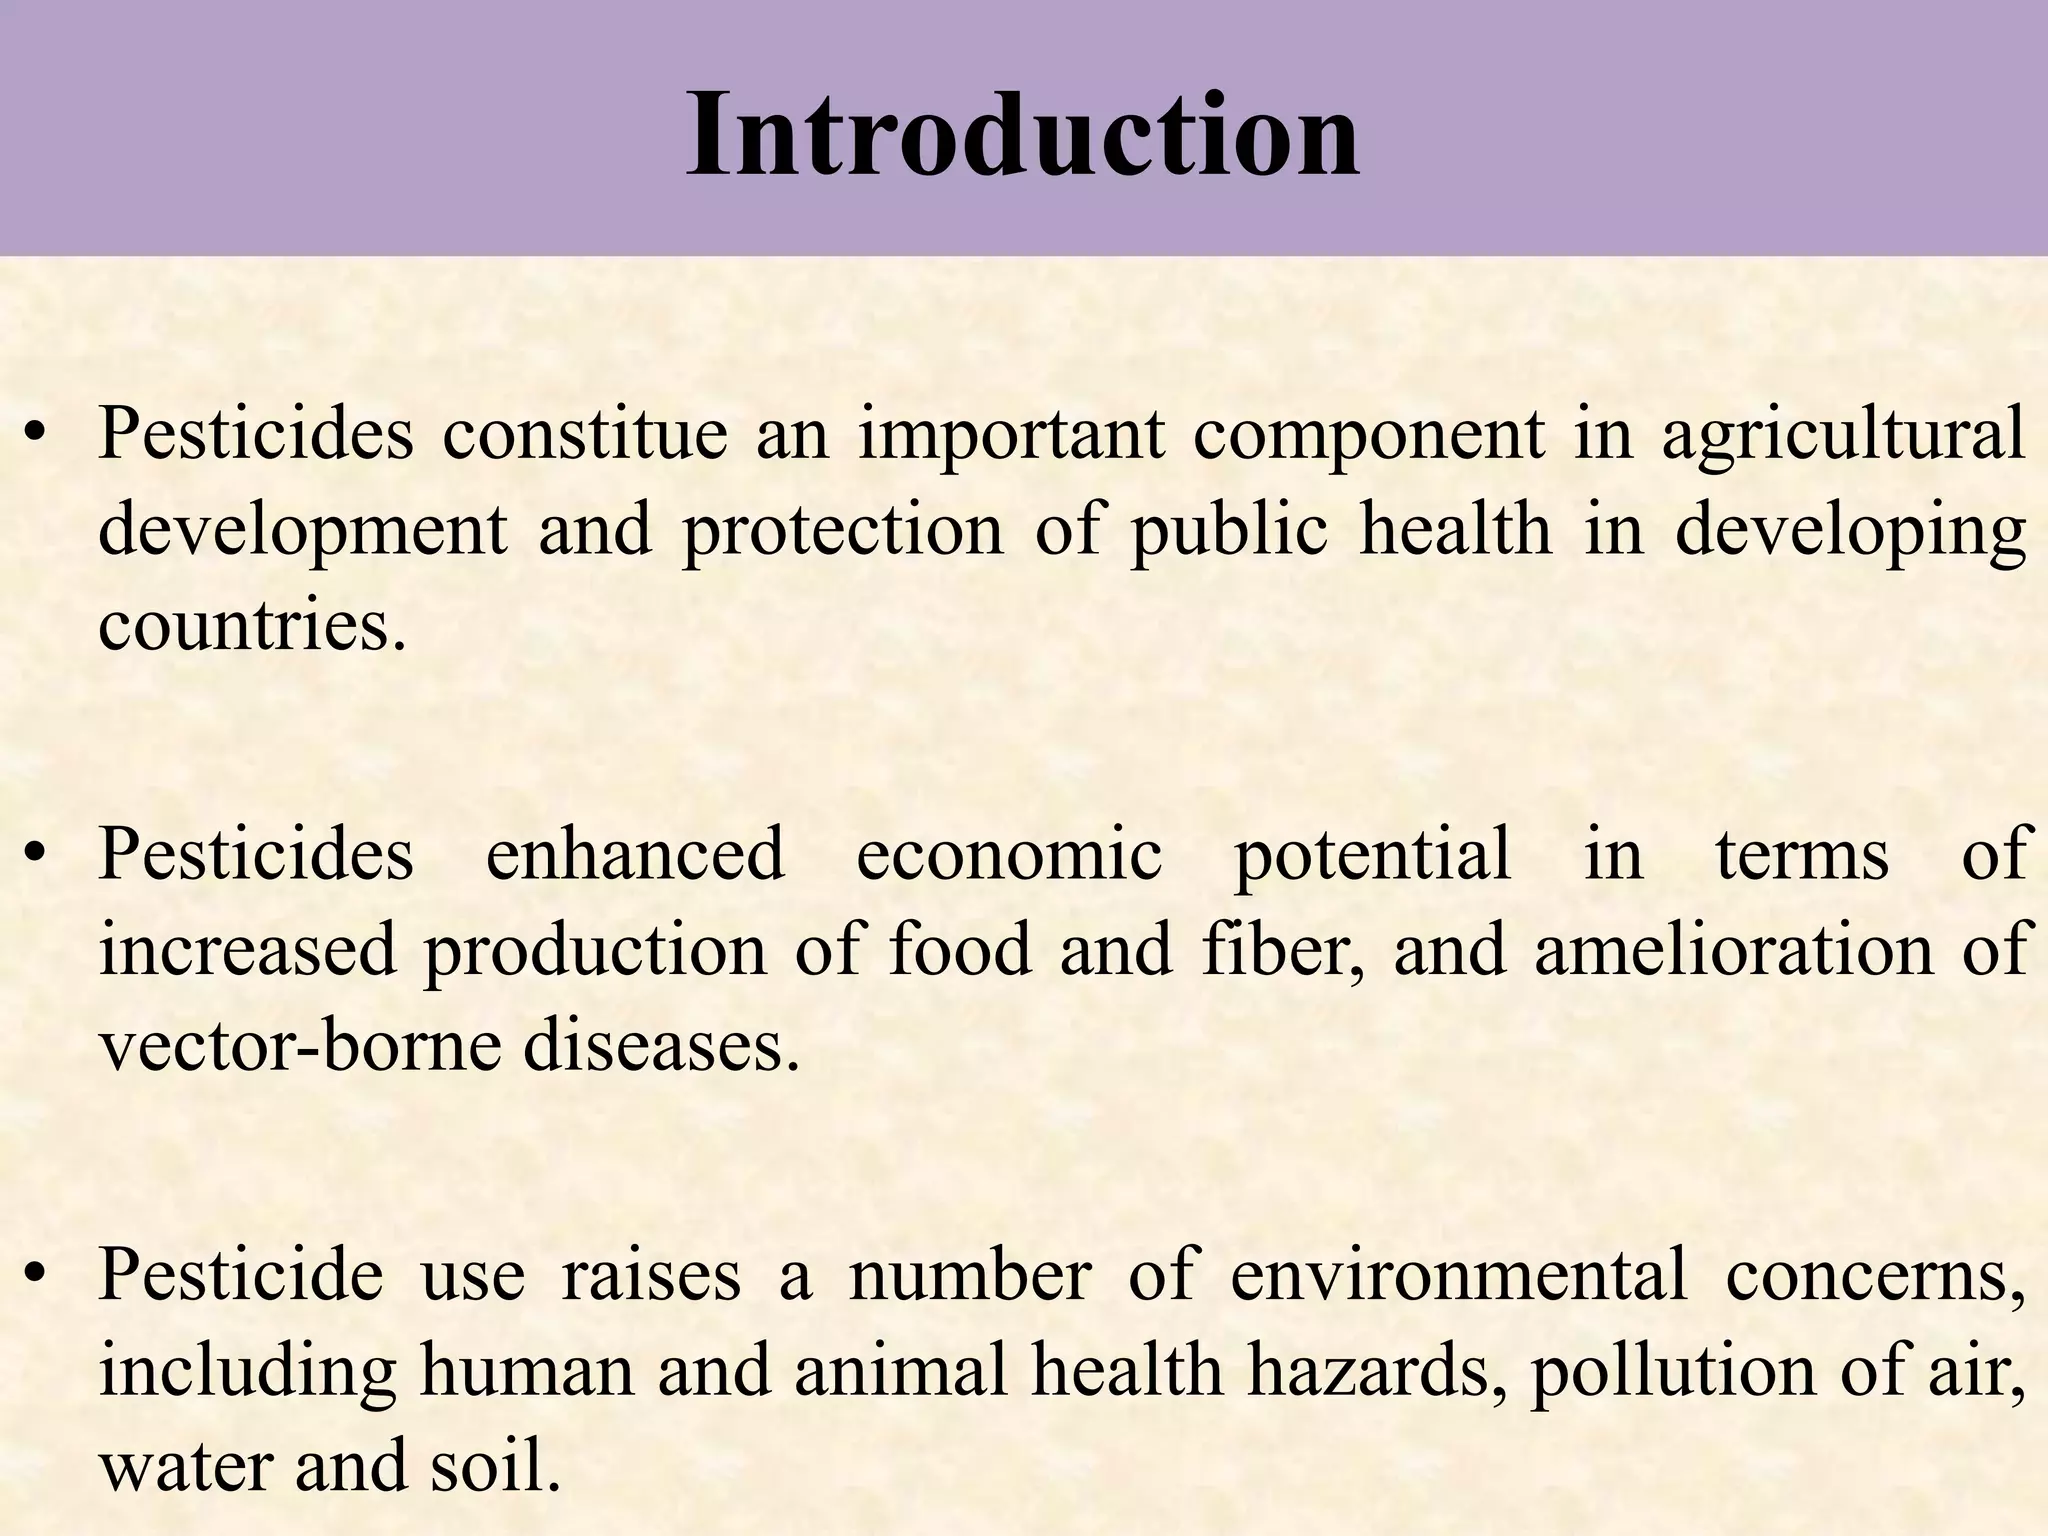 Introduction
• Pesticides constitue an important component in agricultural
development and protection of public health in developing
countries.
• Pesticides enhanced economic potential in terms of
increased production of food and fiber, and amelioration of
vector-borne diseases.
• Pesticide use raises a number of environmental concerns,
including human and animal health hazards, pollution of air,
water and soil.